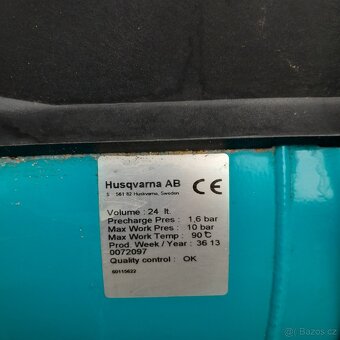 Husqvarna AB
S 561 82 Huskvarna, Sweden
CE
Volume : 24 lt.
Precharge Pres : 1,6 bar
Max Work Pres : 10 bar
Max Work Temp : 90°C
Prod. Week / Year : 36 13
0072097
Quality control : OK
60115622
Bazos.cz